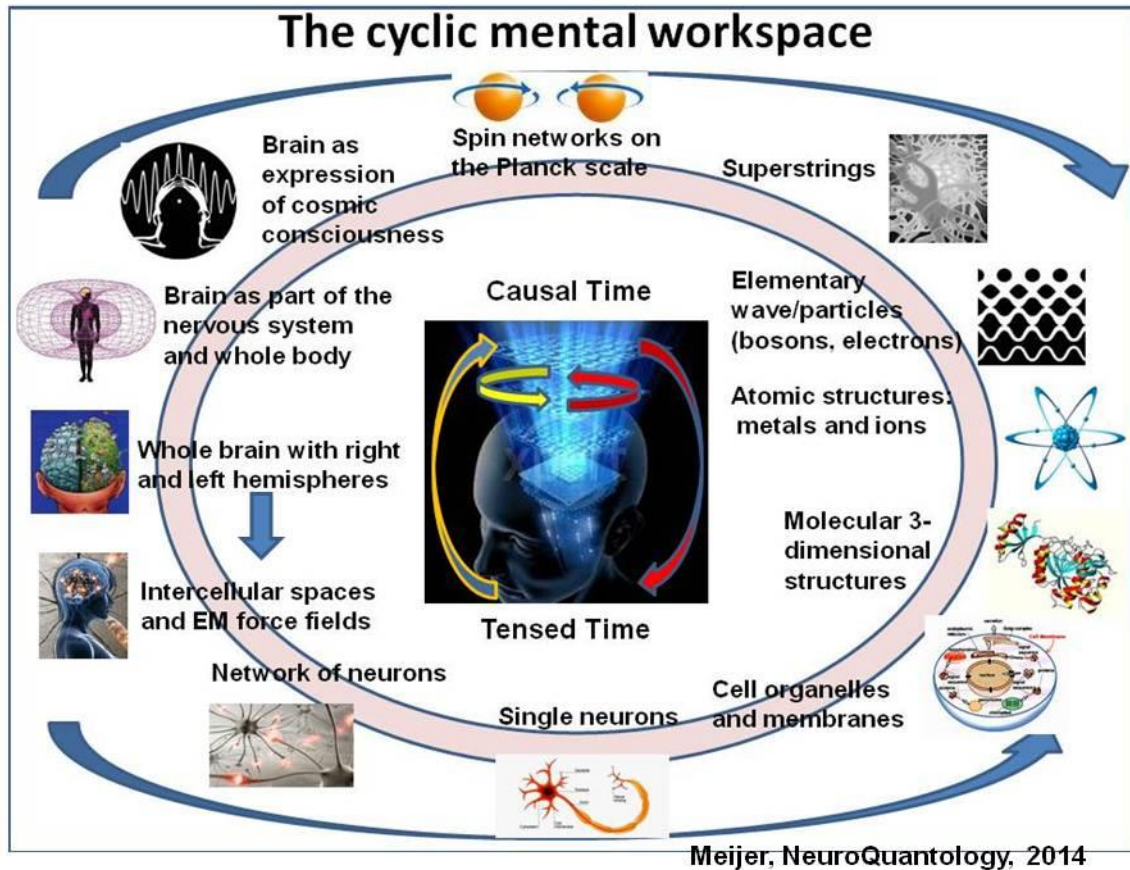 The cyclic mental workspace
Spin networks on
the Planck scale
Brain as
expression
of cosmic
consciousness
Superstrings
Brain as part of the
nervous system
and whole body
Causal Time
Elementary
wave/particles
(bosons, electrons)
Atomic structures:
metals and ions
Whole brain with right
and left hemispheres
Molecular 3-
dimensional
structures
Intercellular spaces
and EM force fields
Tensed Time
Network of neurons
Single neurons
Cell organelles
and membranes
Cell Membrane
Meijer, NeuroQuantology, 2014